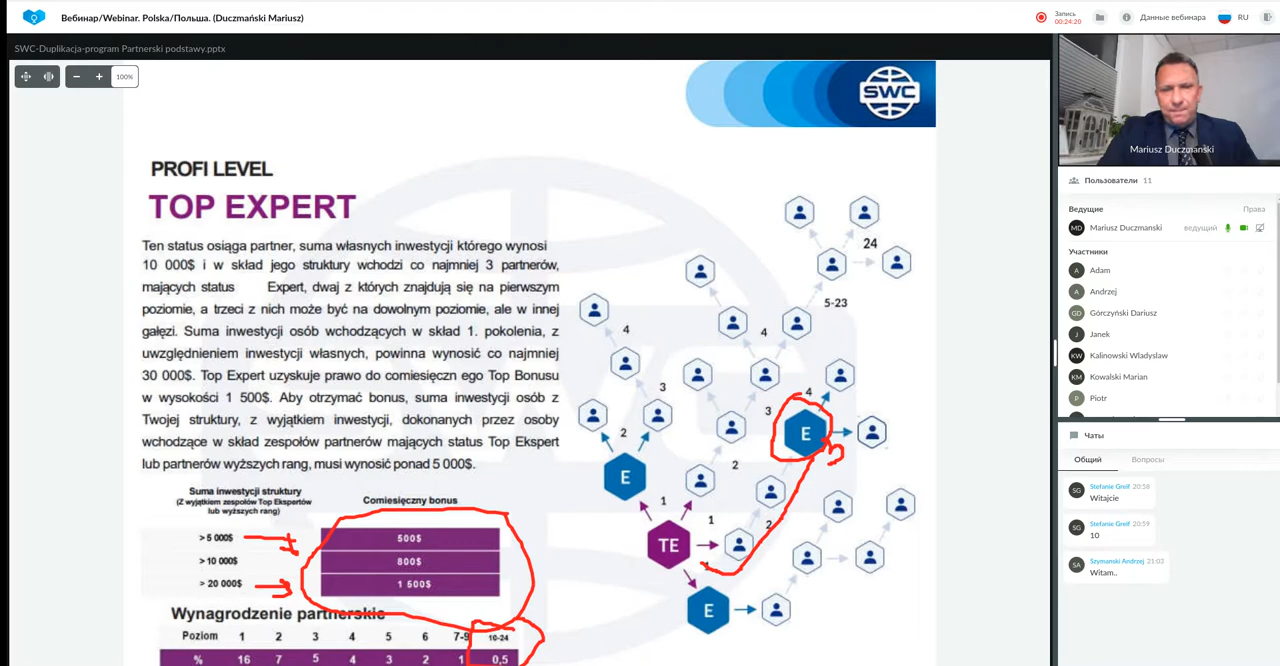 Вебинар/Webinar. Polska/Польша. (Duczmański Mariusz)
Запись
00:24:20
Данные вебинара
RU
SWC-Duplikacja-program Partnerski podstawy.pptx
100%
SWC
PROFI LEVEL
TOP EXPERT
Ten status osiąga partner, suma własnych inwestycji którego wynosi
10 000$ i w skład jego struktury wchodzi co najmniej 3 partnerów,
mających status Expert, dwaj z których znajdują się na pierwszym
poziomie, a trzeci z nich może być na dowolnym poziomie, ale w innej
gałęzi. Suma inwestycji osób wchodzących w skład 1. pokolenia, z
uwzględnieniem inwestycji własnych, powinna wynosić co najmniej
30 000$. Top Expert uzyskuje prawo do comiesięczn ego Top Bonusu
w wysokości 1 500$. Aby otrzymać bonus, suma inwestycji osób z
Twojej struktury, z wyjątkiem inwestycji, dokonanych przez osoby
wchodzące w skład zespołów partnerów mających status Top Ekspert
lub partnerów wyższych rang, musi wynosić ponad 5 000$.
Suma inwestycji struktury
(Z wyjątkiem zespołów Top Ekspertów
lub wyższych rang)
Comiesięczny bonus
> 5 000$
500$
> 10 000$
800$
> 20 000$
1 500$
Wynagrodzenie partnerskie
Poziom 1 2 3 4 5 6 7-9 10-24
% 16 7 5 4 3 2 1 0,5
24
5-23
4
4
3
4
3
2
E
E
2
1
1
2
TE
E
Mariusz Duczmański
Пользователи 11
Ведущие
Права
MD Mariusz Duczmanski ведущий
Участники
A Adam
A Andrzej
GD Górczyński Dariusz
J Janek
KW Kalinowski Wladyslaw
KM Kowalski Marian
P Piotr
Чаты
Общий
Вопросы
SG Stefanie Greif 20:58
Witajcie
SG Stefanie Greif 20:59
10
SA Szymanski Andrzej 21:03
Witam..